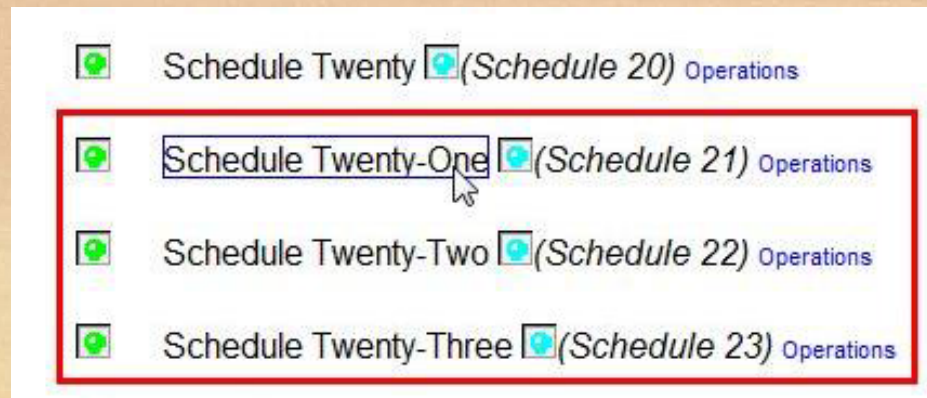 Schedule Twenty (Schedule 20) Operations
Schedule Twenty-One (Schedule 21) Operations
Schedule Twenty-Two (Schedule 22) Operations
Schedule Twenty-Three (Schedule 23) Operations